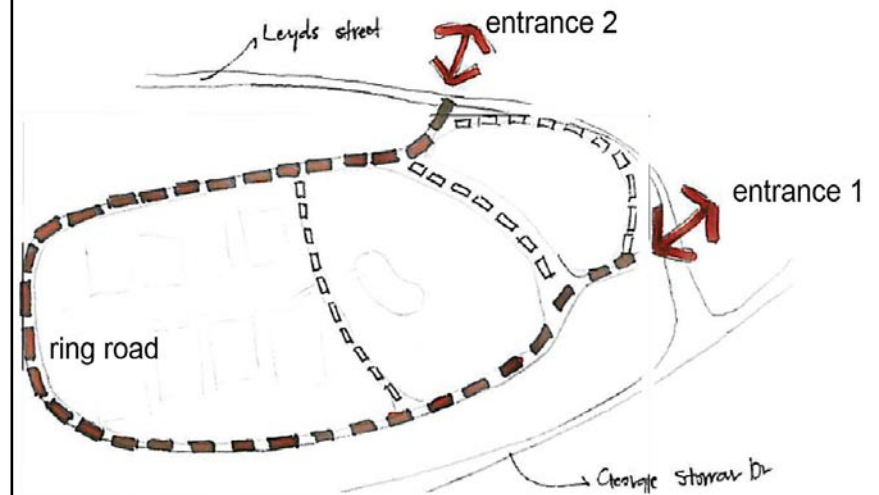 Leyds street
entrance 2
entrance 1
ring road
George Storrar Dr